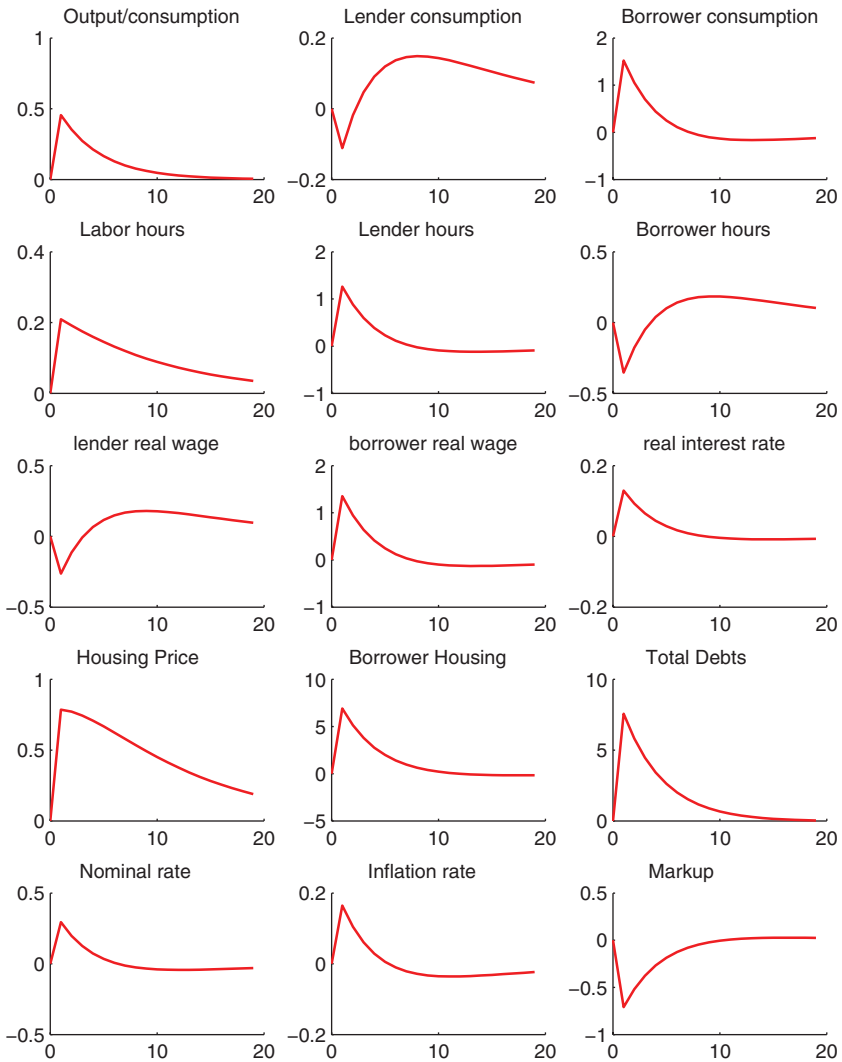 Output/consumption
1
0.5
0
0 10 20
Lender consumption
0.2
0
−0.2
0 10 20
Borrower consumption
2
1
0
−1
0 10 20
Labor hours
0.4
0.2
0
0 10 20
Lender hours
2
1
0
−1
0 10 20
Borrower hours
0.5
0
−0.5
0 10 20
lender real wage
0.5
0
−0.5
0 10 20
borrower real wage
2
1
0
−1
0 10 20
real interest rate
0.2
0
−0.2
0 10 20
Housing Price
1
0.5
0
0 10 20
Borrower Housing
10
5
0
−5
0 10 20
Total Debts
10
5
0
0 10 20
Nominal rate
0.5
0
−0.5
0 10 20
Inflation rate
0.2
0
−0.2
0 10 20
Markup
0.5
0
−0.5
−1
0 10 20